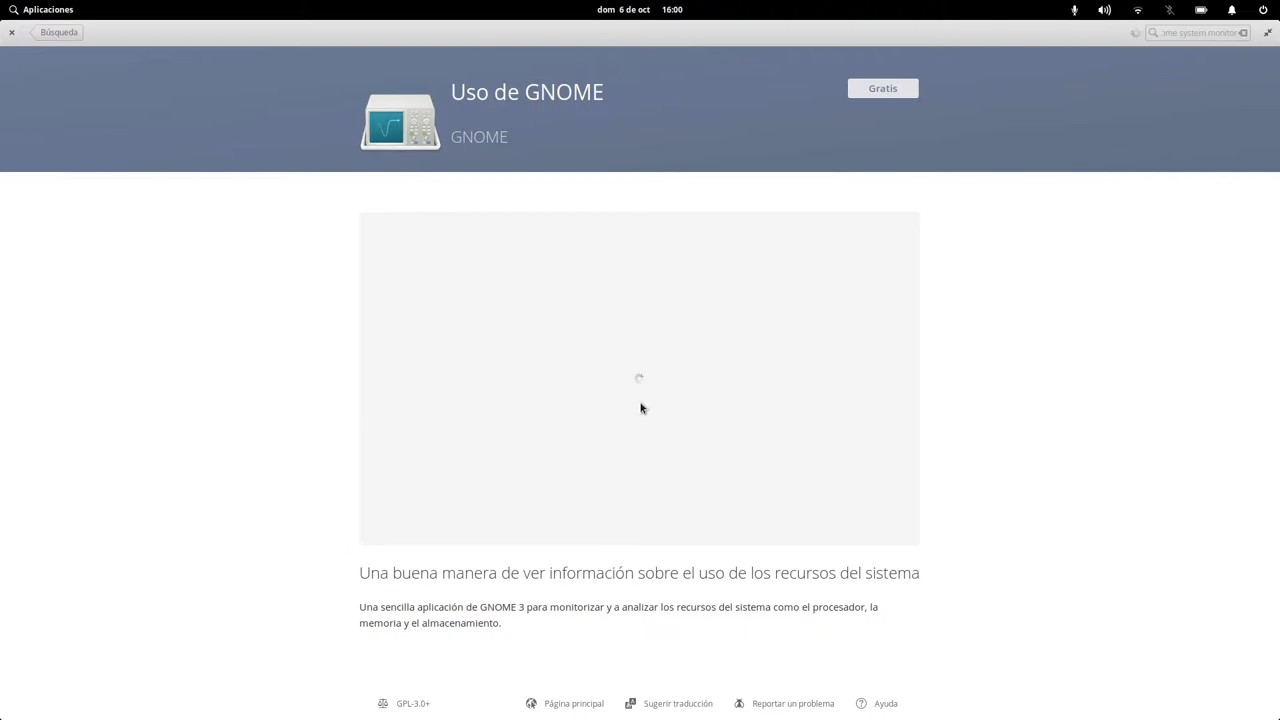 Aplicaciones
dom 6 de oct 16:00
Búsqueda
ome system monitor
Uso de GNOME
Gratis
GNOME
Una buena manera de ver información sobre el uso de los recursos del sistema
Una sencilla aplicación de GNOME 3 para monitorizar y a analizar los recursos del sistema como el procesador, la
memoria y el almacenamiento.
GPL-3.0+
Página principal
Sugerir traducción
Reportar un problema
Ayuda